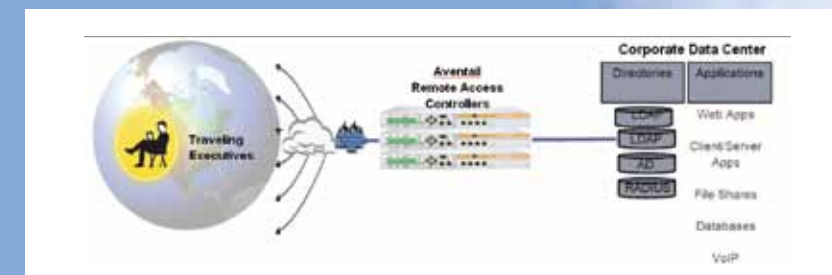 Traveling
Executives
Aventail
Remote Access
Controllers
Corporate Data Center
Directories
Applications
LDAP
LDAP
AD
RADIUS
Web Apps
Client/Server
Apps
File Shares
Databases
VoIP